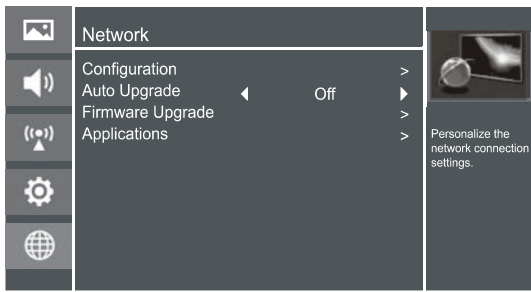 Network
Configuration >
Auto Upgrade Off
Firmware Upgrade >
Applications >
Personalize the
network connection
settings.